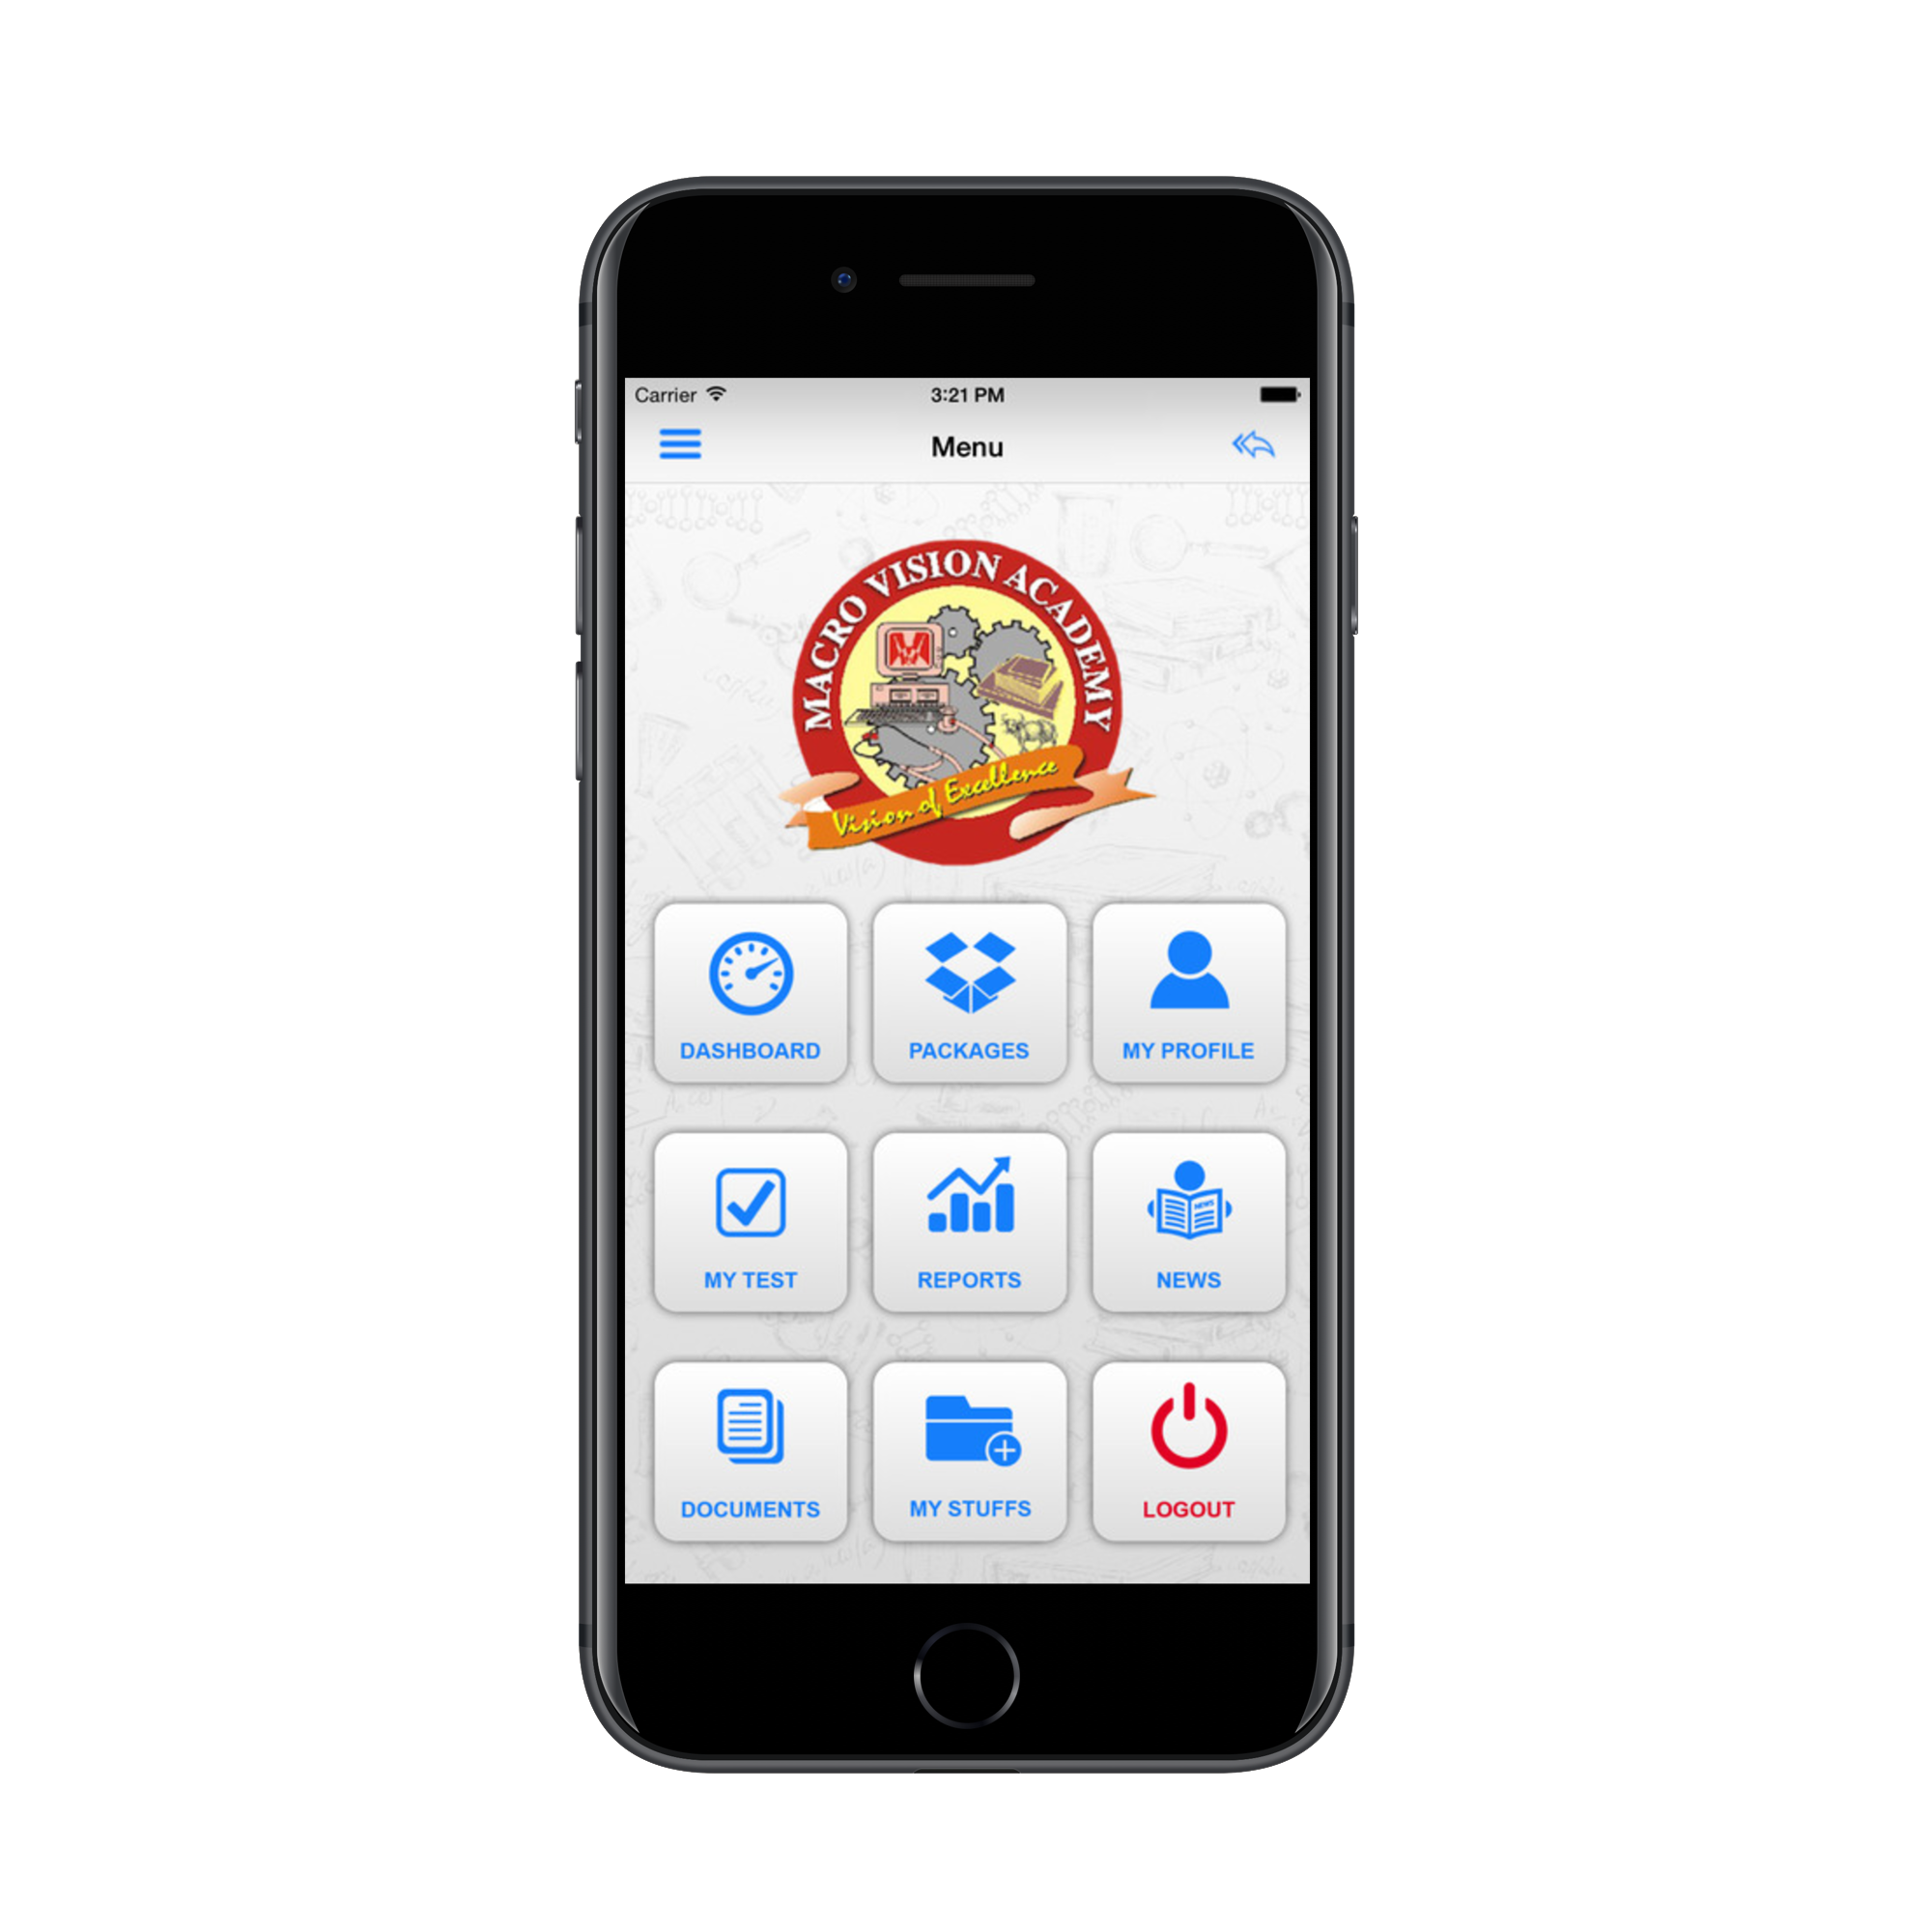 Carrier 3:21 PM
Menu
MACRO VISION ACADEMY
Vision of Excellence
DASHBOARD PACKAGES MY PROFILE
MY TEST REPORTS NEWS
NEWS
DOCUMENTS MY STUFFS LOGOUT